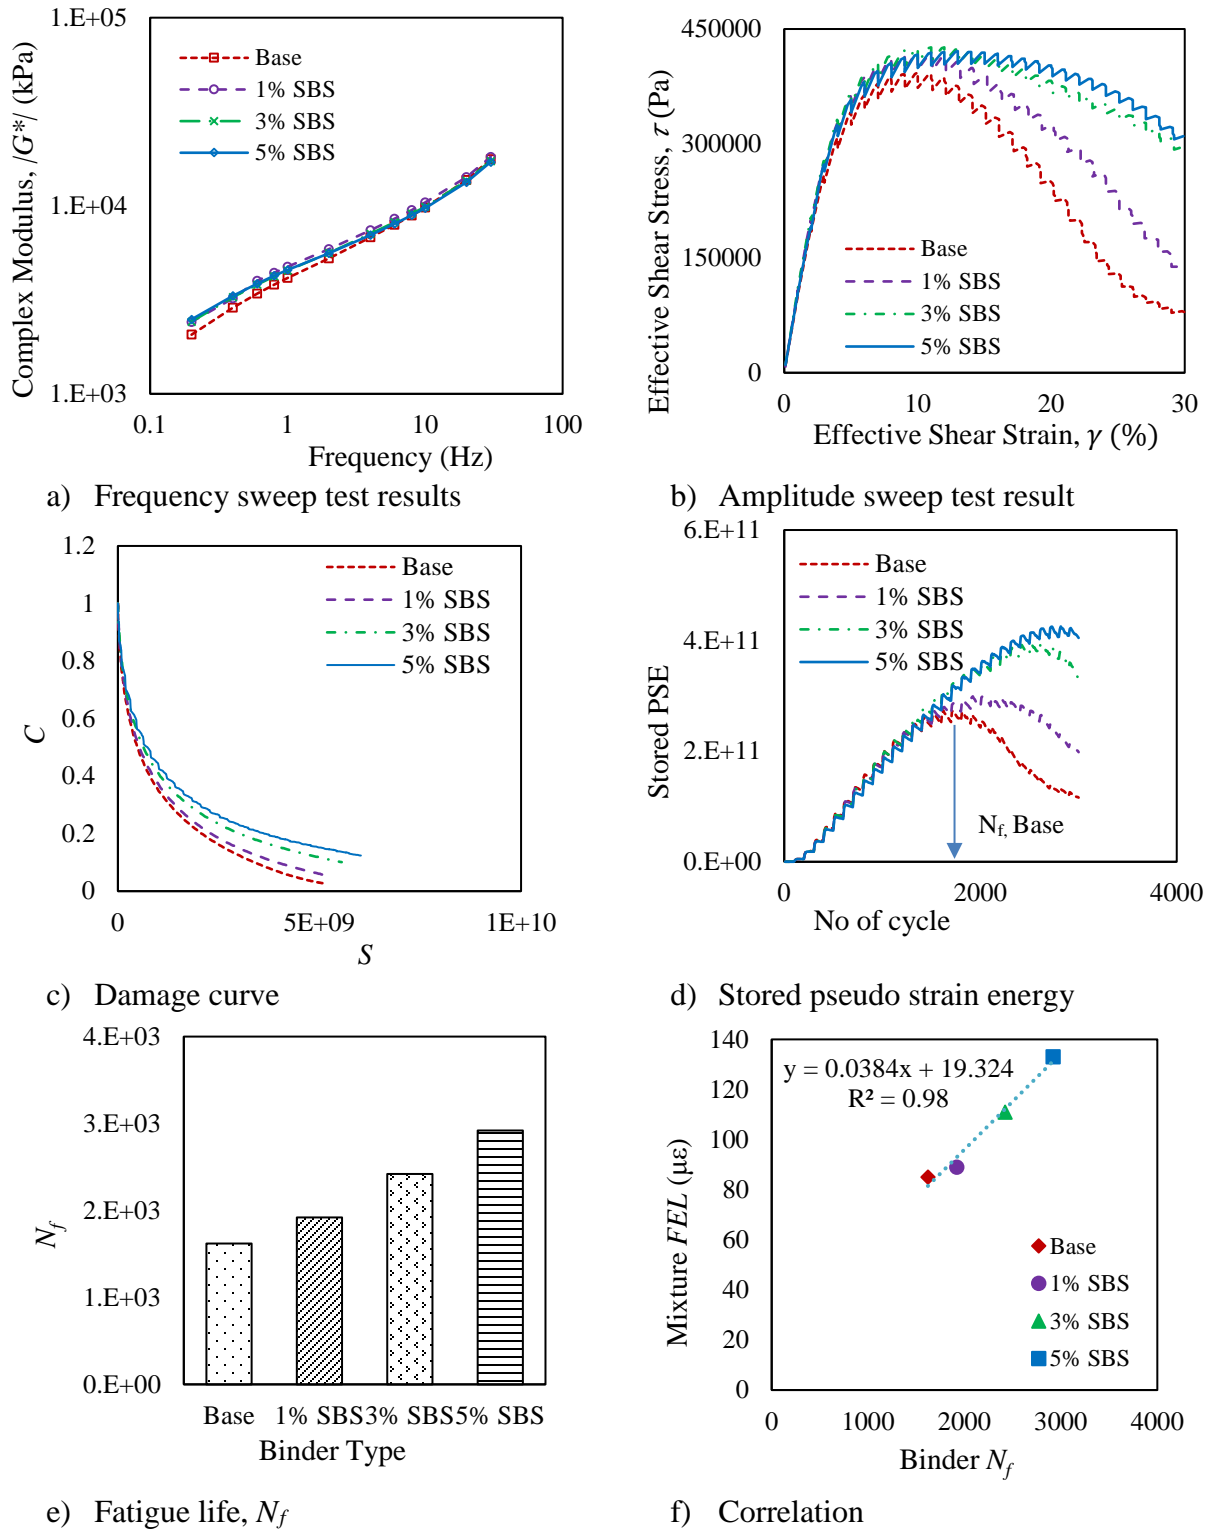 1.E+05
1.E+04
1.E+03
Complex Modulus, |G*| (kPa)
Base
1% SBS
3% SBS
5% SBS
0.1
1
10
100
Frequency (Hz)
a) Frequency sweep test results
450000
300000
150000
0
Effective Shear Stress, τ (Pa)
Base
1% SBS
3% SBS
5% SBS
0
10
20
30
Effective Shear Strain, γ (%)
b) Amplitude sweep test result
1.2
1
0.8
0.6
0.4
0.2
0
C
Base
1% SBS
3% SBS
5% SBS
0
5E+09
1E+10
S
c) Damage curve
6.E+11
4.E+11
2.E+11
0.E+00
Stored PSE
Base
1% SBS
3% SBS
5% SBS
Nf, Base
0
2000
4000
No of cycle
d) Stored pseudo strain energy
4.E+03
3.E+03
2.E+03
1.E+03
0.E+00
Nf
Base
1% SBS
3% SBS
5% SBS
Binder Type
e) Fatigue life, Nf
140
120
100
80
60
40
20
0
Mixture FEL (με)
y = 0.0384x + 19.324
R² = 0.98
Base
1% SBS
3% SBS
5% SBS
0
1000
2000
3000
4000
Binder Nf
f) Correlation